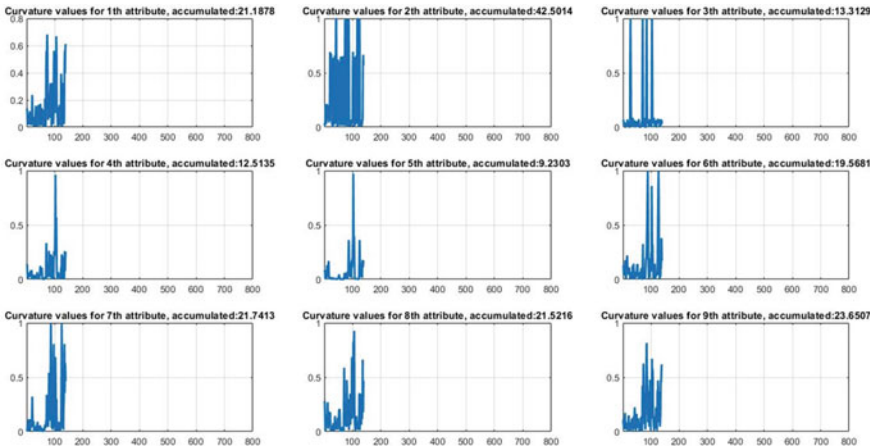 Curvature values for 1th attribute, accumulated:21.1878
0.8
0.6
0.4
0.2
0
100 200 300 400 500 600 700 800
Curvature values for 2th attribute, accumulated:42.5014
1
0.5
0
100 200 300 400 500 600 700 800
Curvature values for 3th attribute, accumulated:13.3129
1
0.5
0
100 200 300 400 500 600 700 800
Curvature values for 4th attribute, accumulated:12.5135
1
0.5
0
100 200 300 400 500 600 700 800
Curvature values for 5th attribute, accumulated:9.2303
1
0.5
0
100 200 300 400 500 600 700 800
Curvature values for 6th attribute, accumulated:19.5681
1
0.5
0
100 200 300 400 500 600 700 800
Curvature values for 7th attribute, accumulated:21.7413
1
0.5
0
100 200 300 400 500 600 700 800
Curvature values for 8th attribute, accumulated:21.5216
1
0.5
0
100 200 300 400 500 600 700 800
Curvature values for 9th attribute, accumulated:23.6507
1
0.5
0
100 200 300 400 500 600 700 800